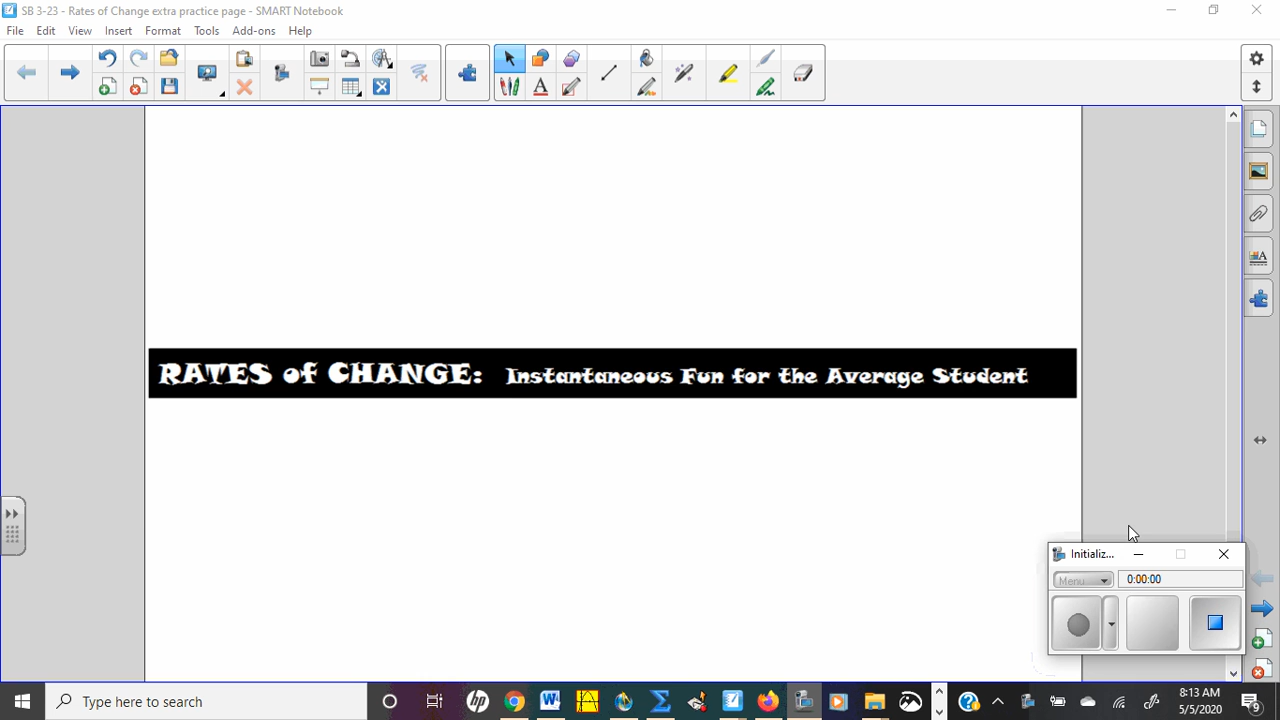 SB 3-23 - Rates of Change extra practice page - SMART Notebook
File Edit View Insert Format Tools Add-ons Help
RATES of CHANGE: Instantaneous Fun for the Average Student
Initializ...
Menu 0:00:00
Type here to search
8:13 AM
5/5/2020